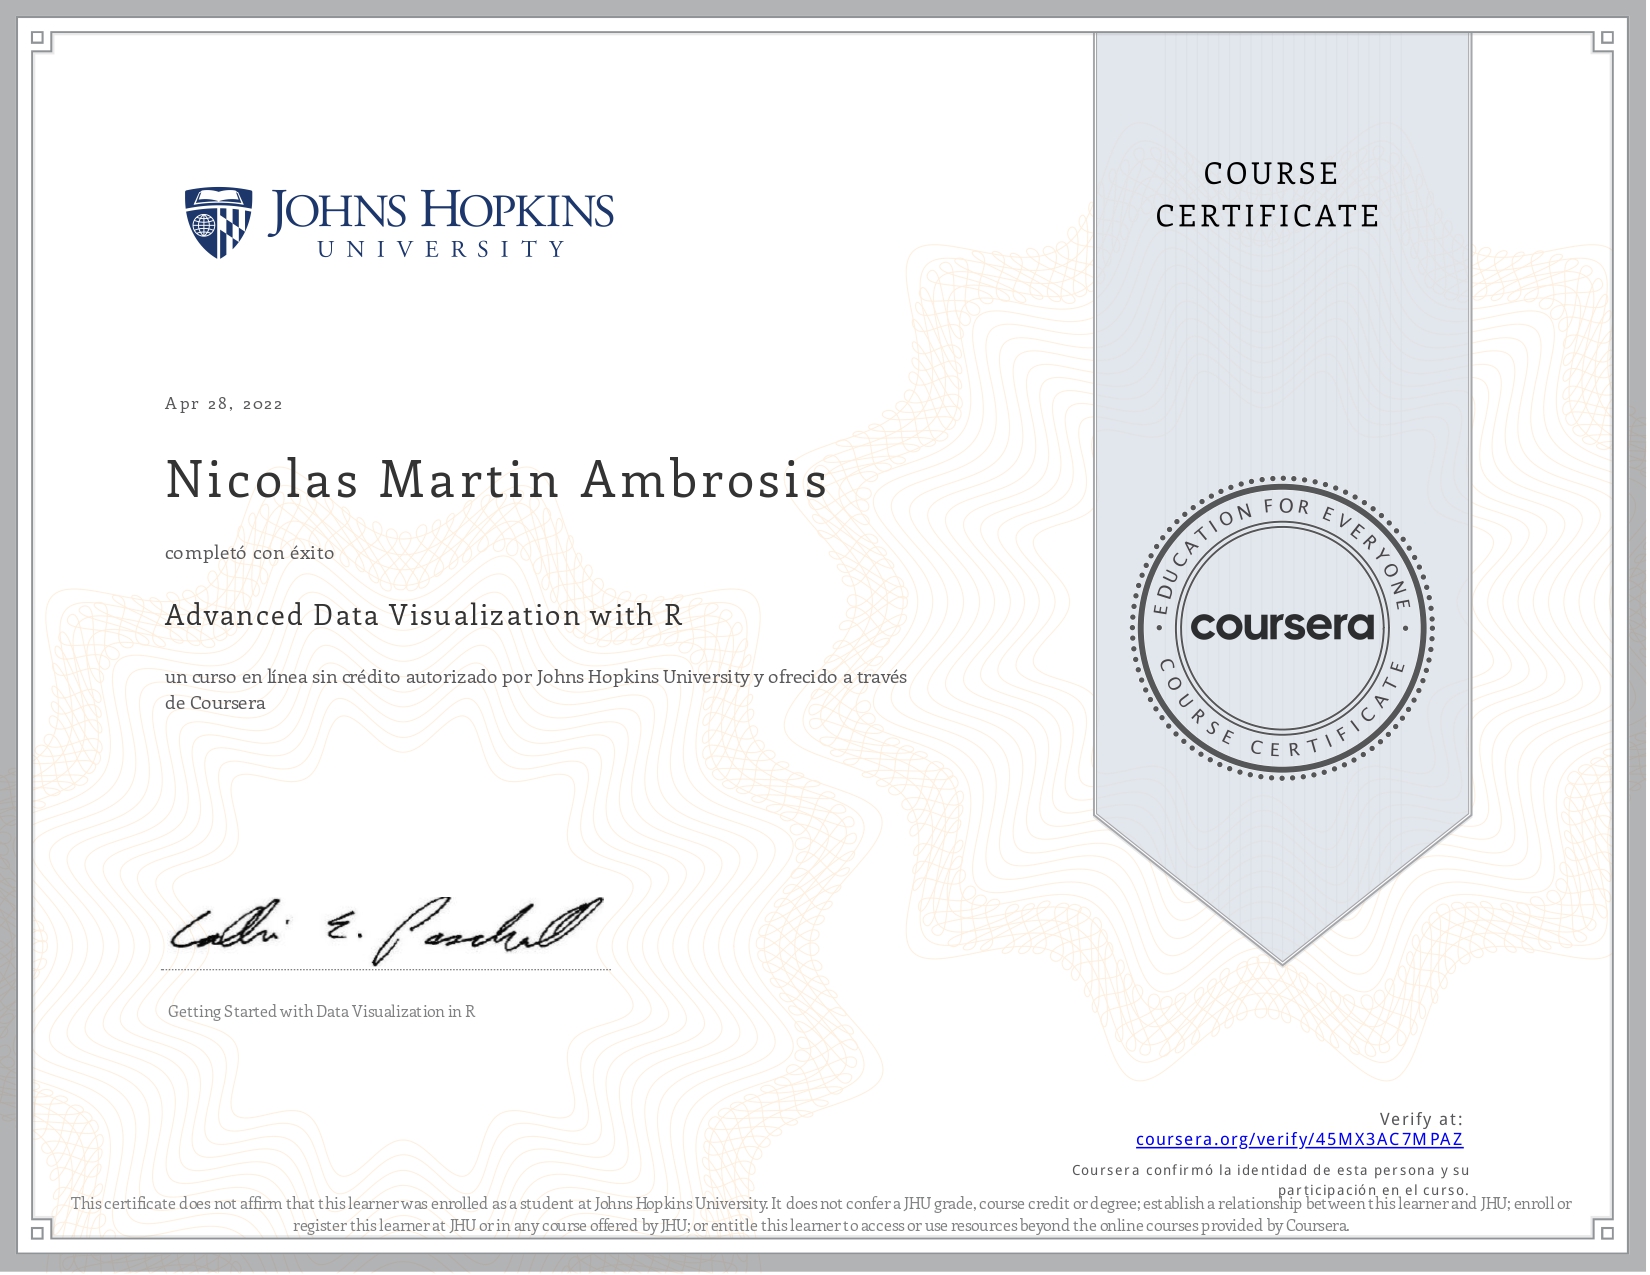 JOHNS HOPKINS
UNIVERSITY
COURSE
CERTIFICATE
Apr 28, 2022
Nicolas Martin Ambrosis
completó con éxito
Advanced Data Visualization with R
un curso en línea sin crédito autorizado por Johns Hopkins University y ofrecido a través
de Coursera
EDUCATION FOR EVERYONE
coursera
COURSE CERTIFICATE
Getting Started with Data Visualization in R
Verify at:
coursera.org/verify/45MX3AC7MPAZ
Coursera confirmó la identidad de esta persona y su
participación en el curso.
This certificate does not affirm that this learner was enrolled as a student at Johns Hopkins University. It does not confer a JHU grade, course credit or degree; establish a relationship between this learner and JHU; enroll or
register this learner at JHU or in any course offered by JHU; or entitle this learner to access or use resources beyond the online courses provided by Coursera.